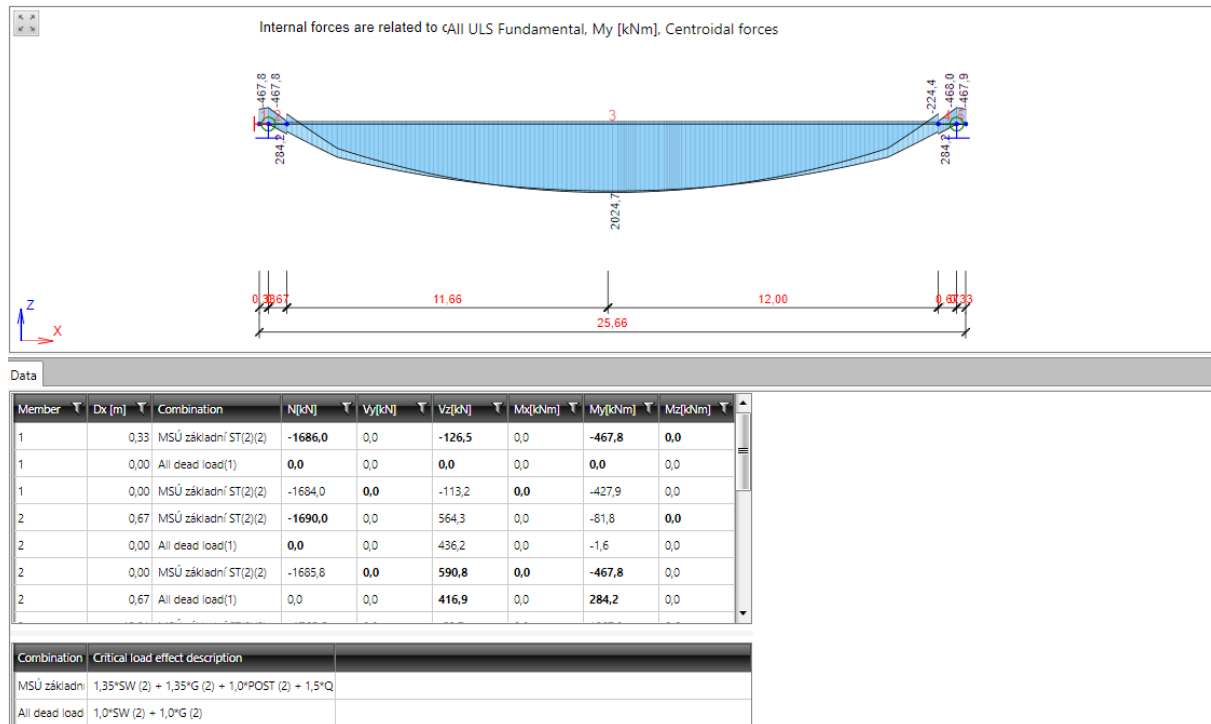 Internal forces are related to cAll ULS Fundamental, My [kNm], Centroidal forces
-467,8
-467,8
-224,4
-468,0
-467,9
3
284,2
284,2
2024,7
11,66
12,00
25,66
Z
X
Data
Member Dx [m] Combination N[kN] Vy[kN] Vz[kN] Mx[kNm] My[kNm] Mz[kNm]
1 0,33 MSÚ základní ST(2)(2) -1686,0 0,0 -126,5 0,0 -467,8 0,0
1 0,00 All dead load(1) 0,0 0,0 0,0 0,0 0,0 0,0
1 0,00 MSÚ základní ST(2)(2) -1684,0 0,0 -113,2 0,0 -427,9 0,0
2 0,67 MSÚ základní ST(2)(2) -1690,0 0,0 564,3 0,0 -81,8 0,0
2 0,00 All dead load(1) 0,0 0,0 436,2 0,0 -1,6 0,0
2 0,00 MSÚ základní ST(2)(2) -1685,8 0,0 590,8 0,0 -467,8 0,0
2 0,67 All dead load(1) 0,0 0,0 416,9 0,0 284,2 0,0
Combination Critical load effect description
MSÚ základní 1,35*SW (2) + 1,35*G (2) + 1,0*POST (2) + 1,5*Q
All dead load 1,0*SW (2) + 1,0*G (2)